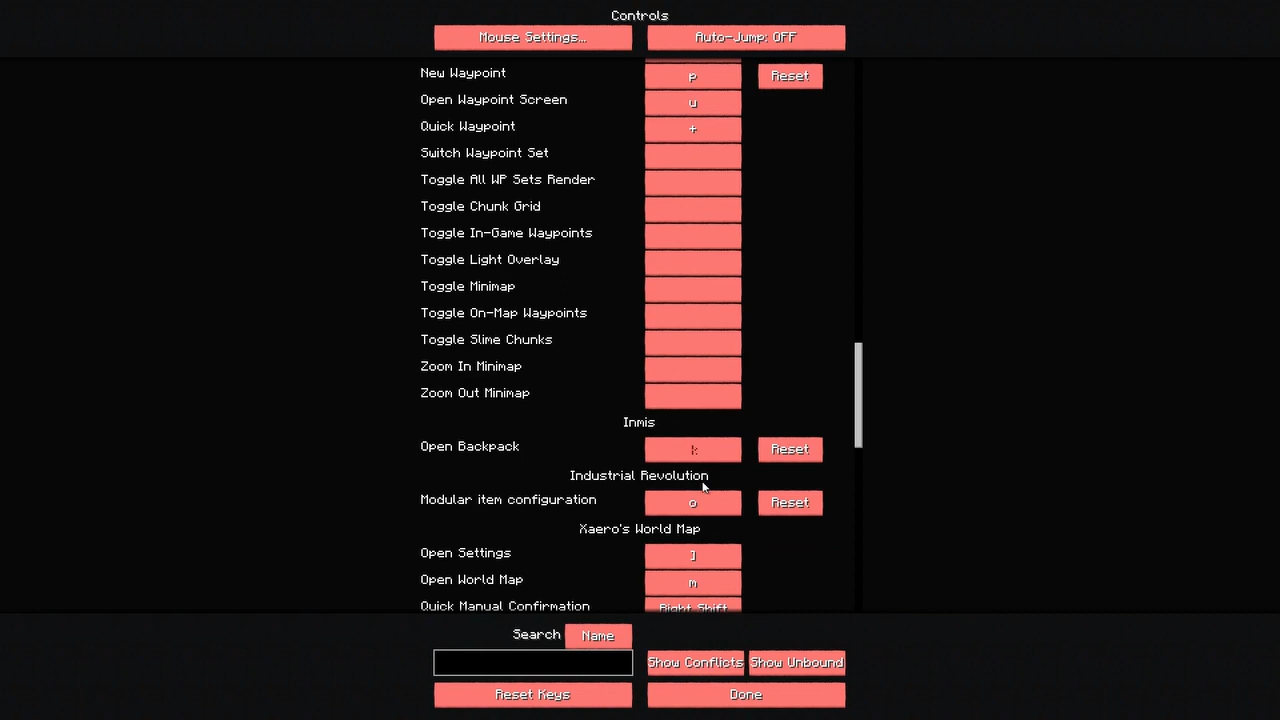 Controls
Mouse Settings... Auto-Jump: OFF
New Waypoint p Reset
Open Waypoint Screen u
Quick Waypoint +
Switch Waypoint Set
Toggle All WP Sets Render
Toggle Chunk Grid
Toggle In-Game Waypoints
Toggle Light Overlay
Toggle Minimap
Toggle On-Map Waypoints
Toggle Slime Chunks
Zoom In Minimap
Zoom Out Minimap
Inmis
Open Backpack k Reset
Industrial Revolution
Modular item configuration o Reset
Xaero's World Map
Open Settings ]
Open World Map m
Quick Manual Confirmation Right Shift
Search Name
Show Conflicts Show Unbound
Reset Keys Done